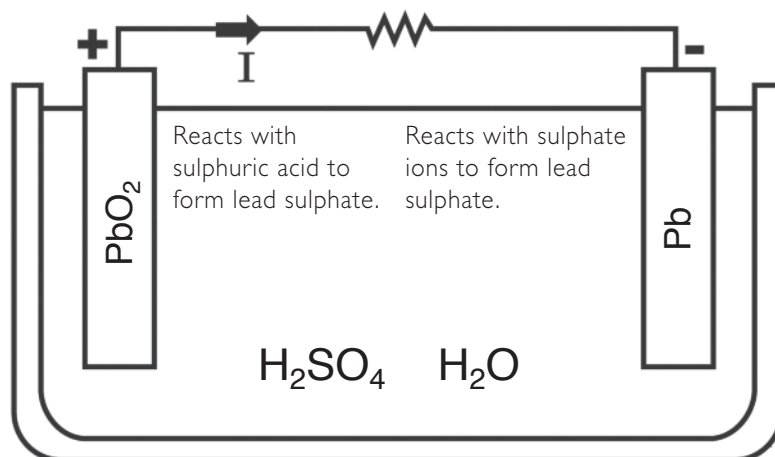 +
-
I
Reacts with
sulphuric acid to
form lead sulphate.
Reacts with sulphate
ions to form lead
sulphate.
PbO₂
Pb
H₂SO₄ H₂O